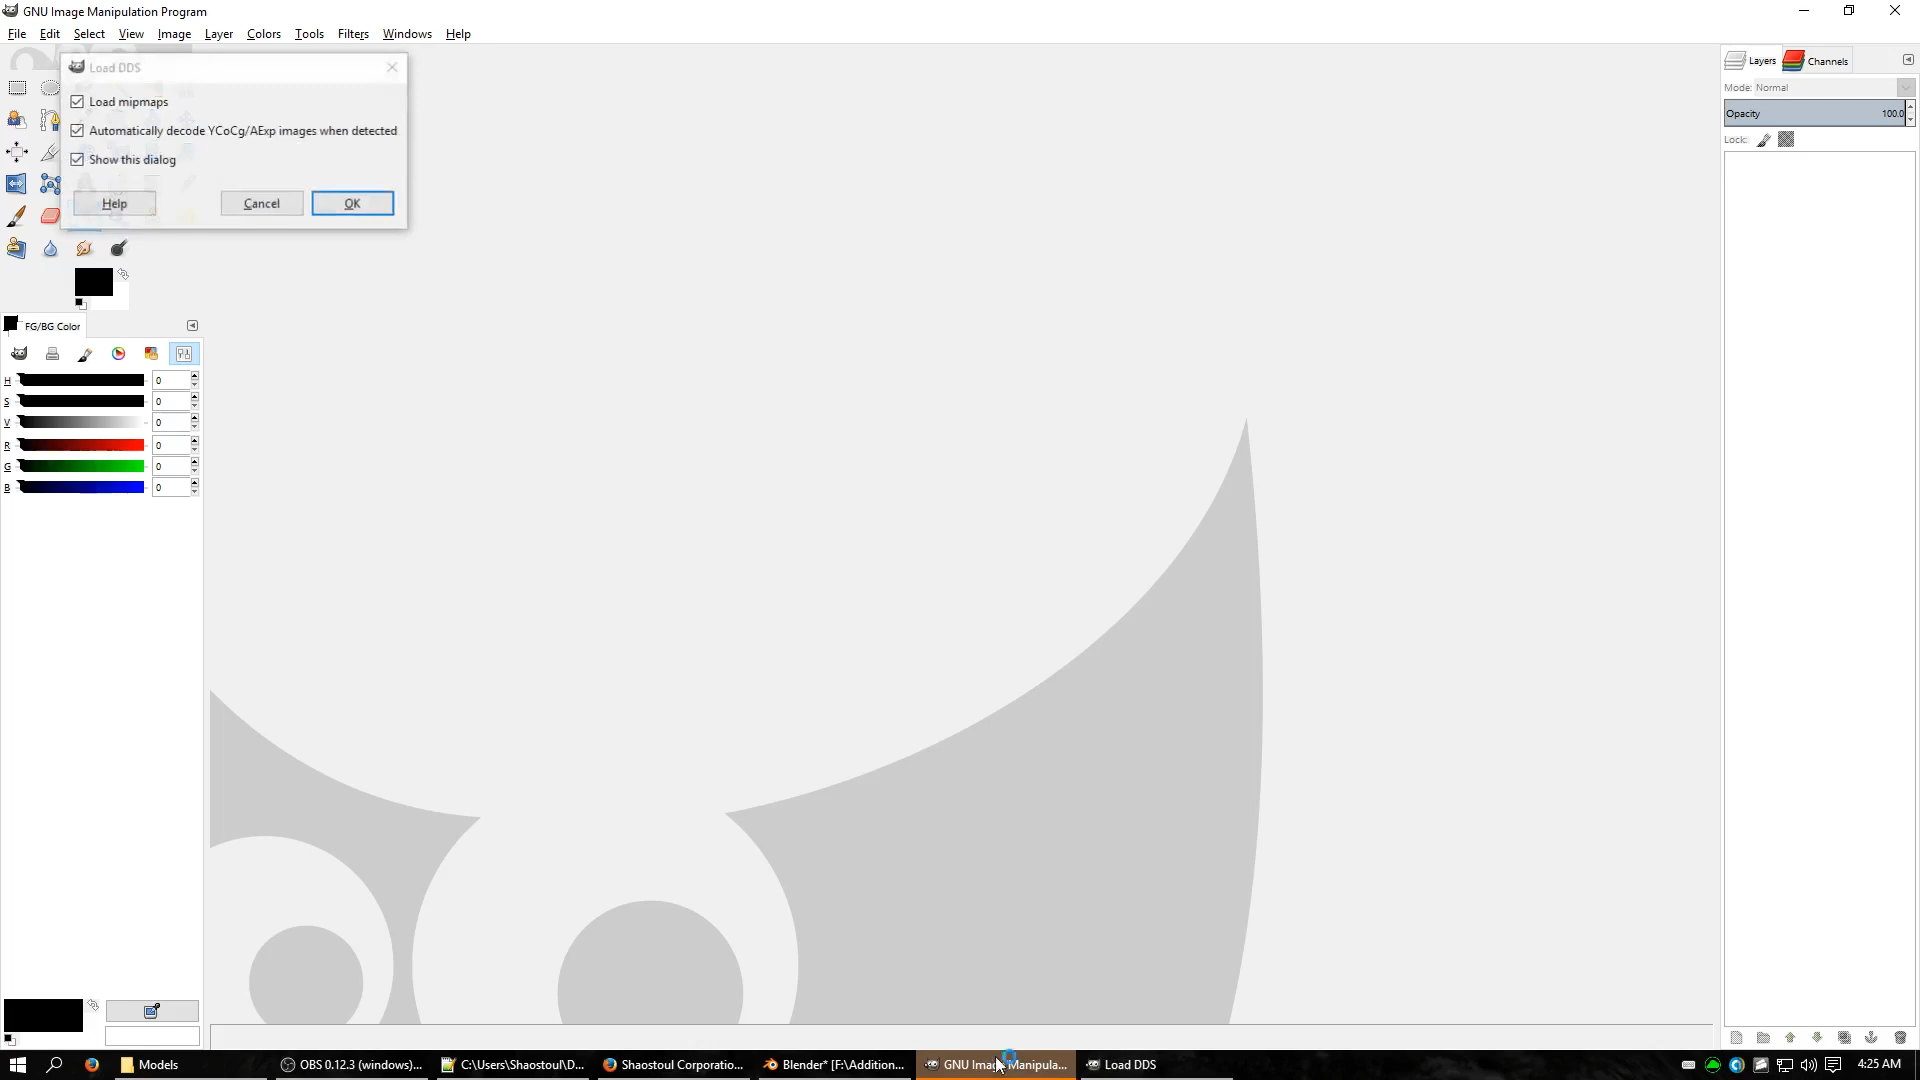 GNU Image Manipulation Program
File Edit Select View Image Layer Colors Tools Filters Windows Help
Load DDS
Load mipmaps
Automatically decode YCoCg/AExp images when detected
Show this dialog
Help Cancel OK
Layers Channels
Mode: Normal
Opacity 100.0
Lock:
FG/BG Color
H 0
S 0
V 0
R 0
G 0
B 0
Models OBS 0.12.3 (windows)... C:\Users\Shaostoul\D... Shaostoul Corporatio... Blender* [F:\Addition... GNU Image Manipula... Load DDS 4:25 AM